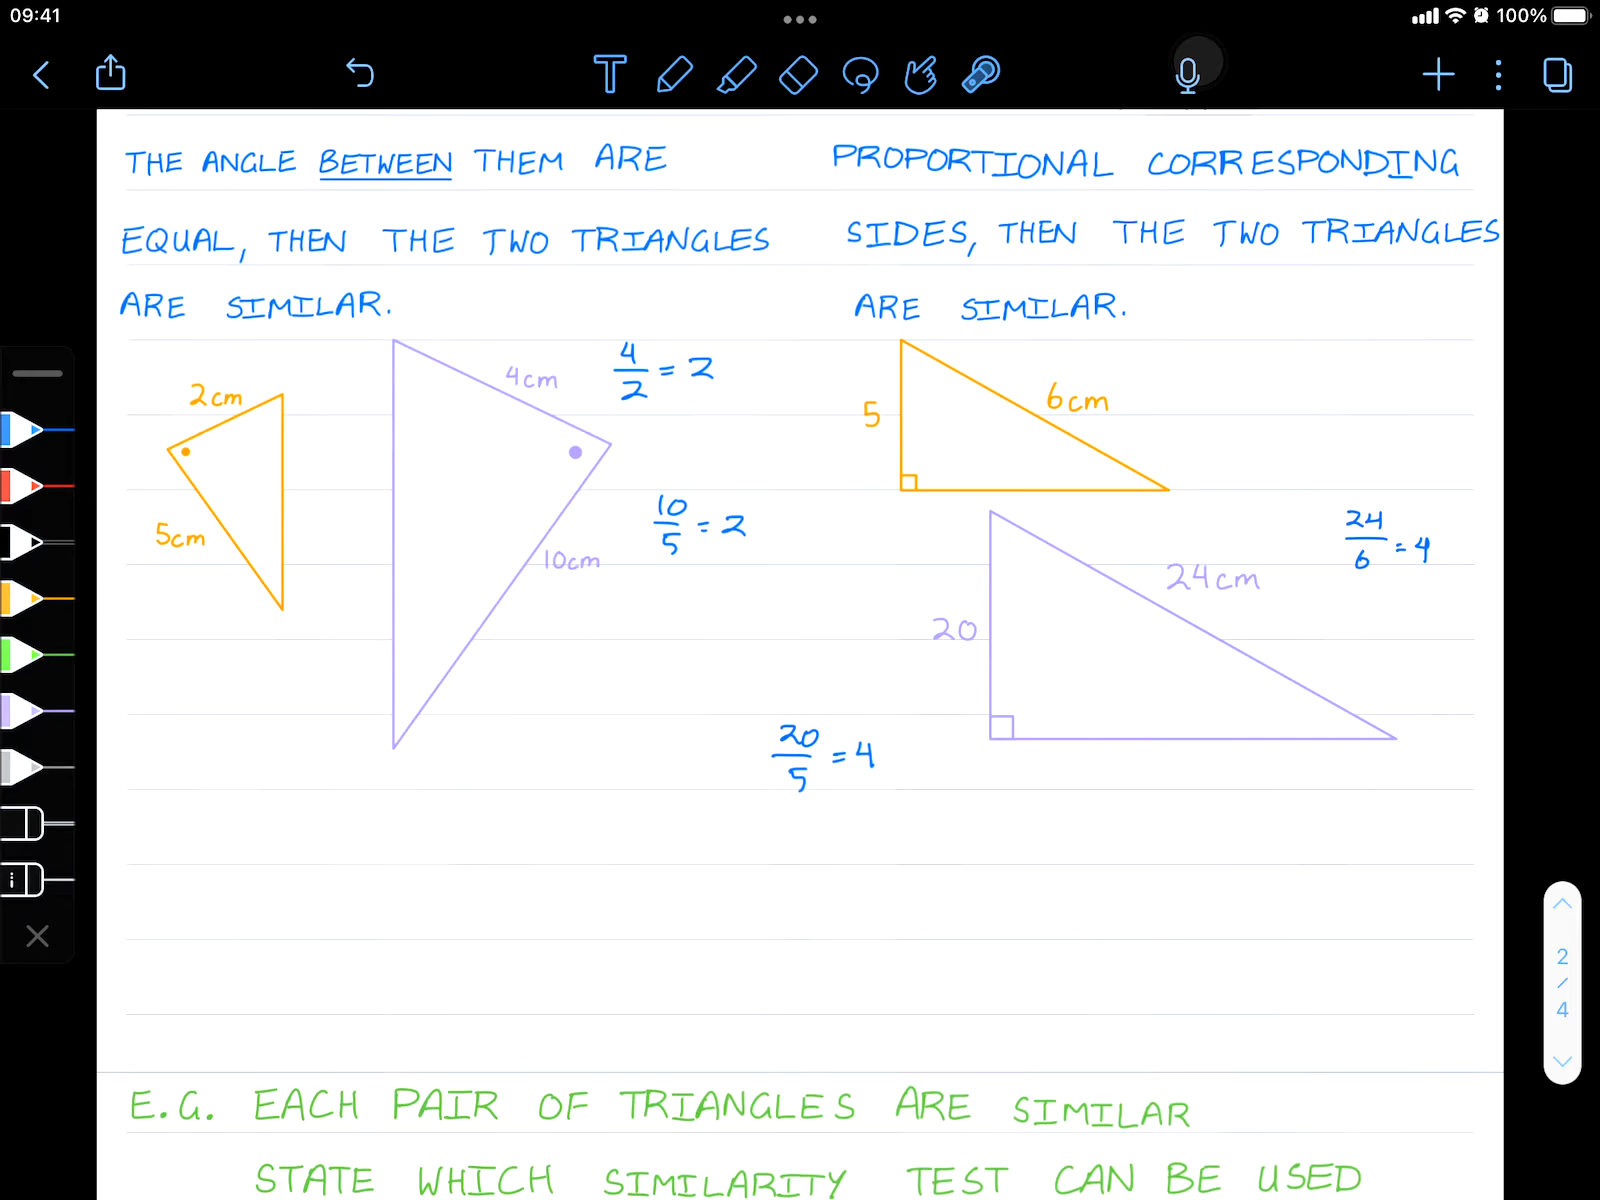 09:41
100%
THE ANGLE BETWEEN THEM ARE
EQUAL, THEN THE TWO TRIANGLES
ARE SIMILAR.
2cm
5cm
4cm
10cm
4/2 = 2
10/5 = 2
PROPORTIONAL CORRESPONDING
SIDES, THEN THE TWO TRIANGLES
ARE SIMILAR.
5
6cm
20
24cm
24/6 = 4
20/5 = 4
2/4
E.G. EACH PAIR OF TRIANGLES ARE SIMILAR
STATE WHICH SIMILARITY TEST CAN BE USED